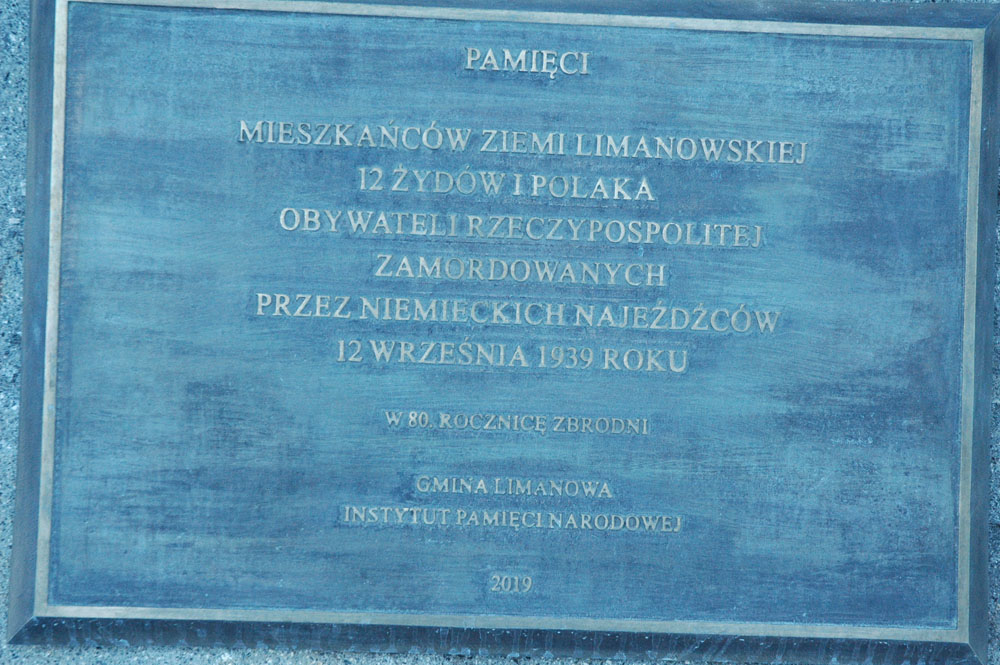 PAMIĘCI
MIESZKAŃCÓW ZIEMI LIMANOWSKIEJ
12 ŻYDÓW I POLAKA
OBYWATELI RZECZYPOSPOLITEJ
ZAMORDOWANYCH
PRZEZ NIEMIECKICH NAJEŹDŹCÓW
12 WRZEŚNIA 1939 ROKU
W 80. ROCZNICĘ ZBRODNI
GMINA LIMANOWA
INSTYTUT PAMIĘCI NARODOWEJ
2019